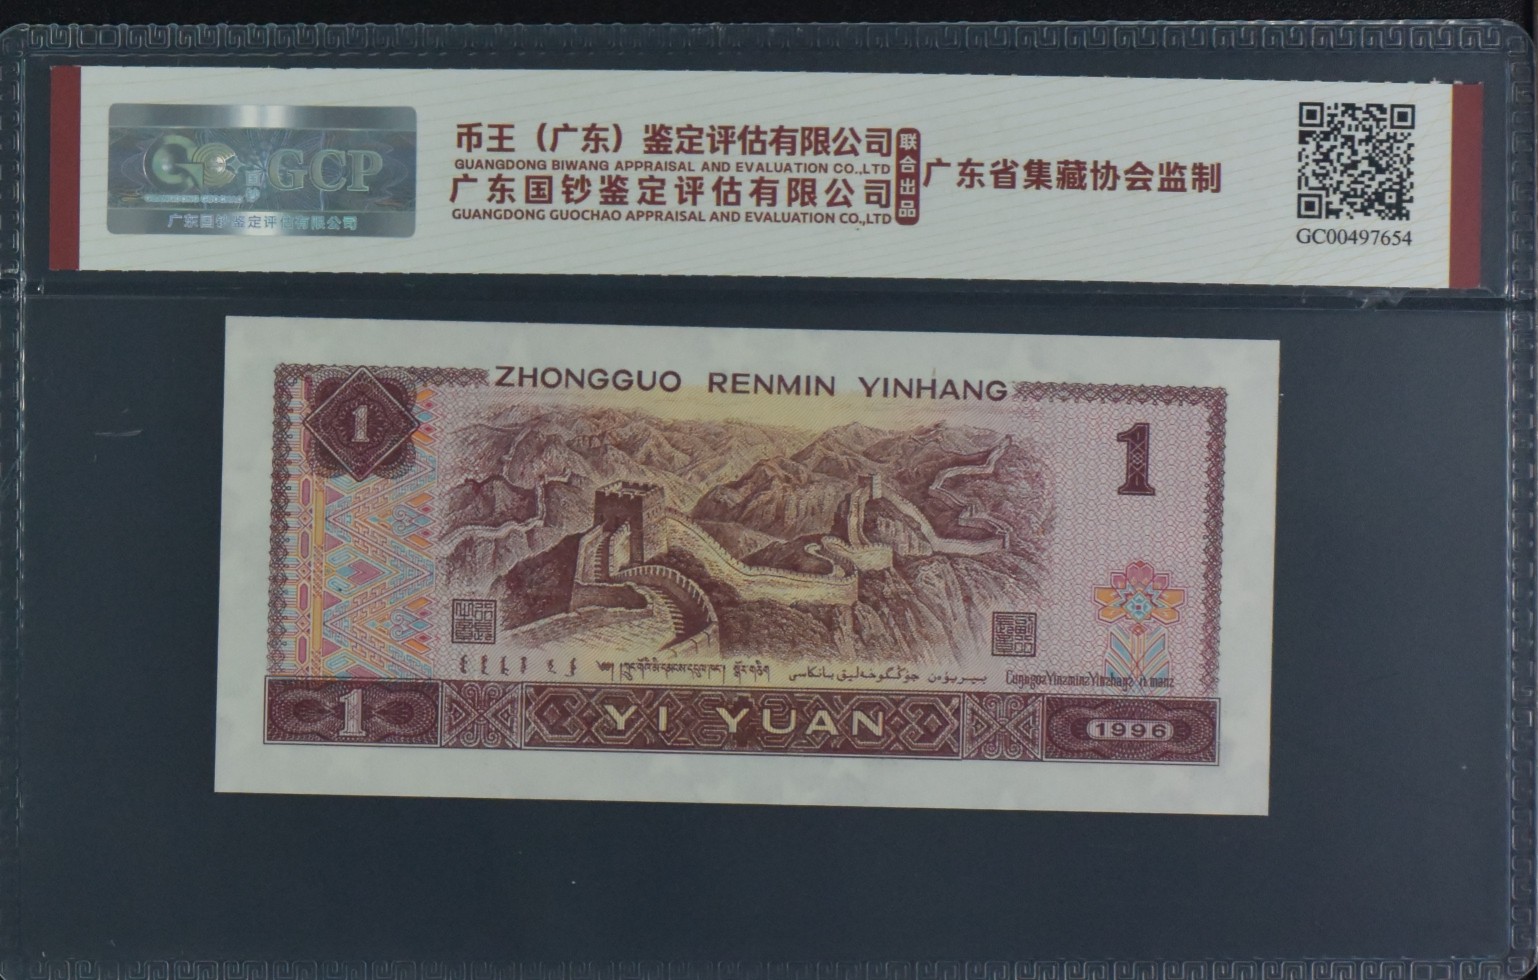 GCP
广东国钞鉴定评估有限公司
币王（广东）鉴定评估有限公司
GUANGDONG BIWANG APPRAISAL AND EVALUATION CO.,LTD
广东国钞鉴定评估有限公司
GUANGDONG GUOCHAO APPRAISAL AND EVALUATION CO.,LTD
联合出品
广东省集藏协会监制
GC00497654
ZHONGGUO RENMIN YINHANG
1
1
1
YI YUAN
1996